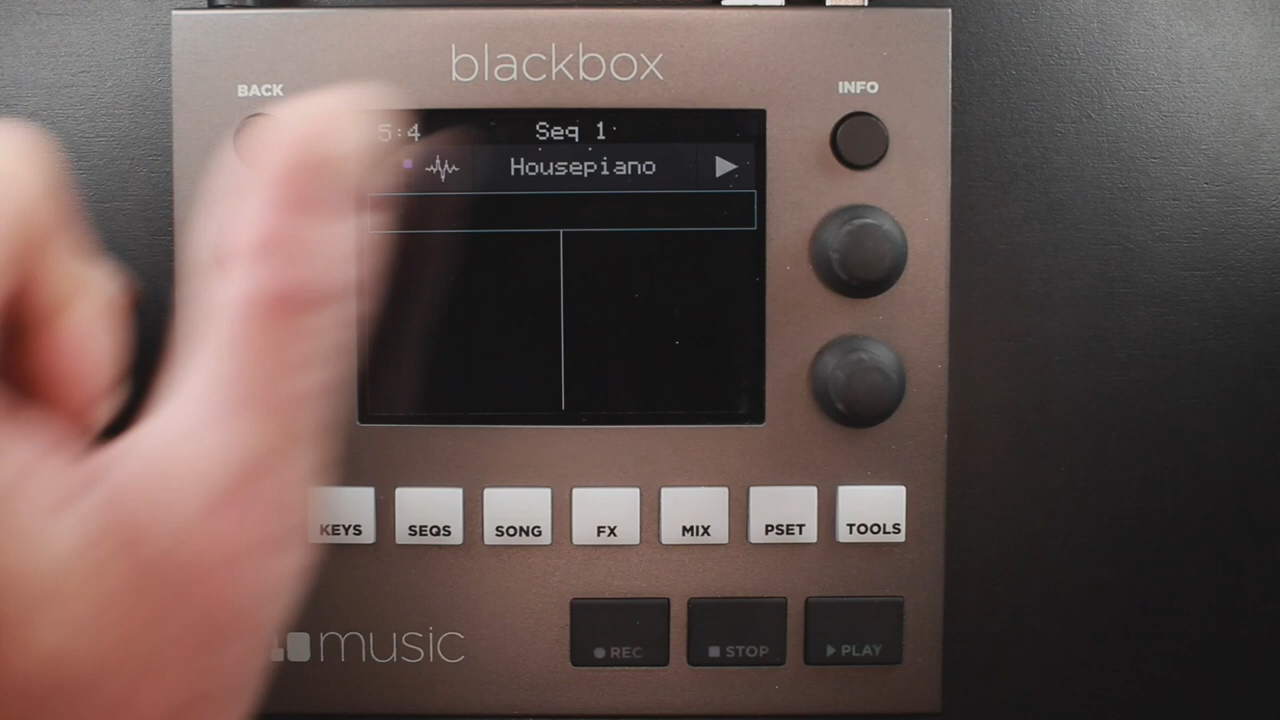 blackbox
BACK
INFO
5:4 Seq 1
Housepiano
KEYS SEQS SONG FX MIX PSET TOOLS
music
REC STOP PLAY